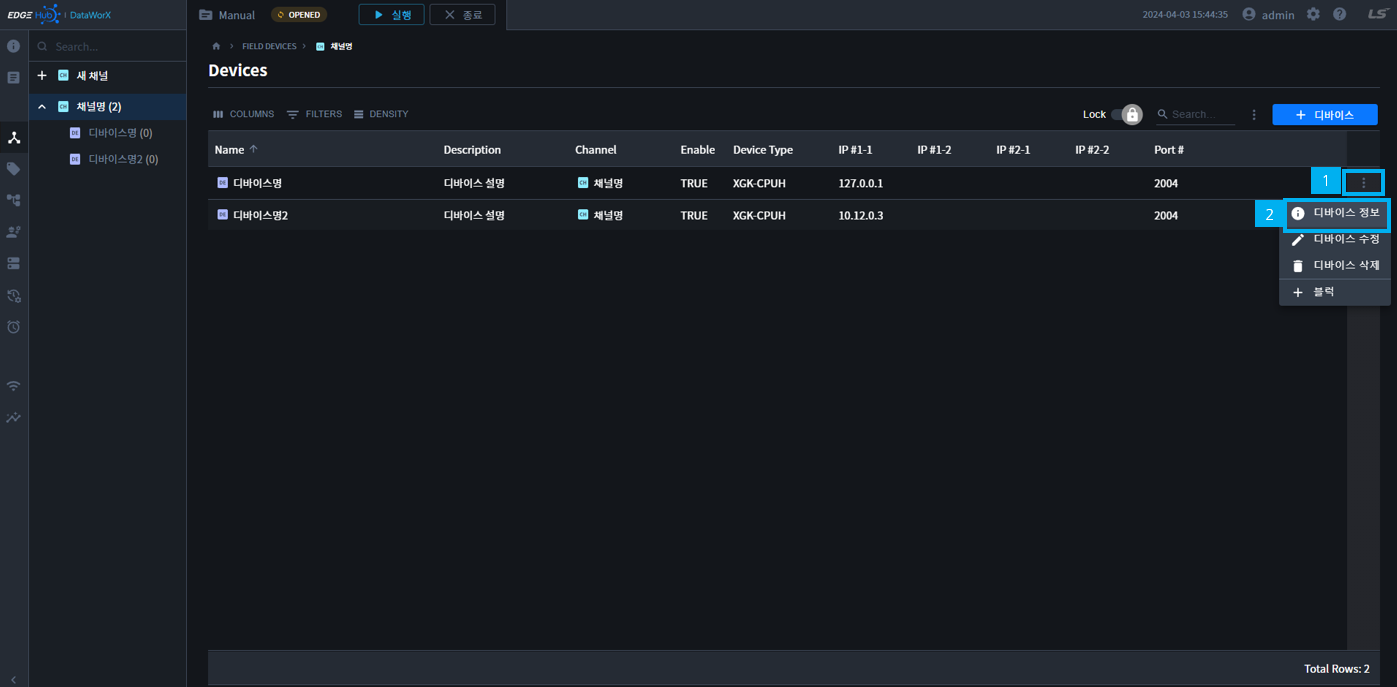 EDGE Hub | DataWorX
Manual
OPENED
실행
종료
2024-04-03 15:44:35
admin
LS
Search...
새 채널
채널명 (2)
디바이스명 (0)
디바이스명2 (0)
FIELD DEVICES
채널명
Devices
COLUMNS
FILTERS
DENSITY
Lock
Search...
디바이스
Name Description Channel Enable Device Type IP #1-1 IP #1-2 IP #2-1 IP #2-2 Port #
DE 디바이스명 디바이스 설명 CH 채널명 TRUE XGK-CPUH 127.0.0.1 2004 1
DE 디바이스명2 디바이스 설명 CH 채널명 TRUE XGK-CPUH 10.12.0.3 2004 2
디바이스 정보
디바이스 수정
디바이스 삭제
블럭
Total Rows: 2